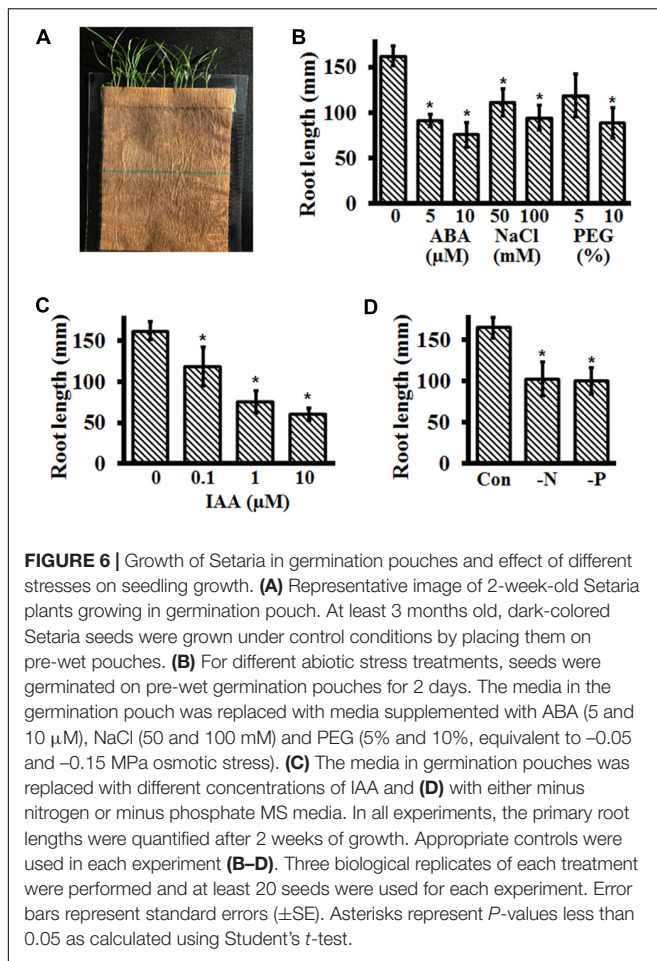 A
B
Root length (mm)
150
100
50
0
*
*
*
*
*
0
5
10
50
100
5
10
ABA
NaCl
PEG
(µM)
(mM)
(%)
C
Root length (mm)
150
100
50
0
*
*
*
0
0.1
1
10
IAA (µM)
D
Root length (mm)
150
100
50
0
*
*
Con
-N
-P
FIGURE 6 | Growth of Setaria in germination pouches and effect of different
stresses on seedling growth. (A) Representative image of 2-week-old Setaria
plants growing in germination pouch. At least 3 months old, dark-colored
Setaria seeds were grown under control conditions by placing them on
pre-wet pouches. (B) For different abiotic stress treatments, seeds were
germinated on pre-wet germination pouches for 2 days. The media in the
germination pouch was replaced with media supplemented with ABA (5 and
10 µM), NaCl (50 and 100 mM) and PEG (5% and 10%, equivalent to –0.05
and –0.15 MPa osmotic stress). (C) The media in germination pouches was
replaced with different concentrations of IAA and (D) with either minus
nitrogen or minus phosphate MS media. In all experiments, the primary root
lengths were quantified after 2 weeks of growth. Appropriate controls were
used in each experiment (B–D). Three biological replicates of each treatment
were performed and at least 20 seeds were used for each experiment. Error
bars represent standard errors (±SE). Asterisks represent P-values less than
0.05 as calculated using Student's t-test.